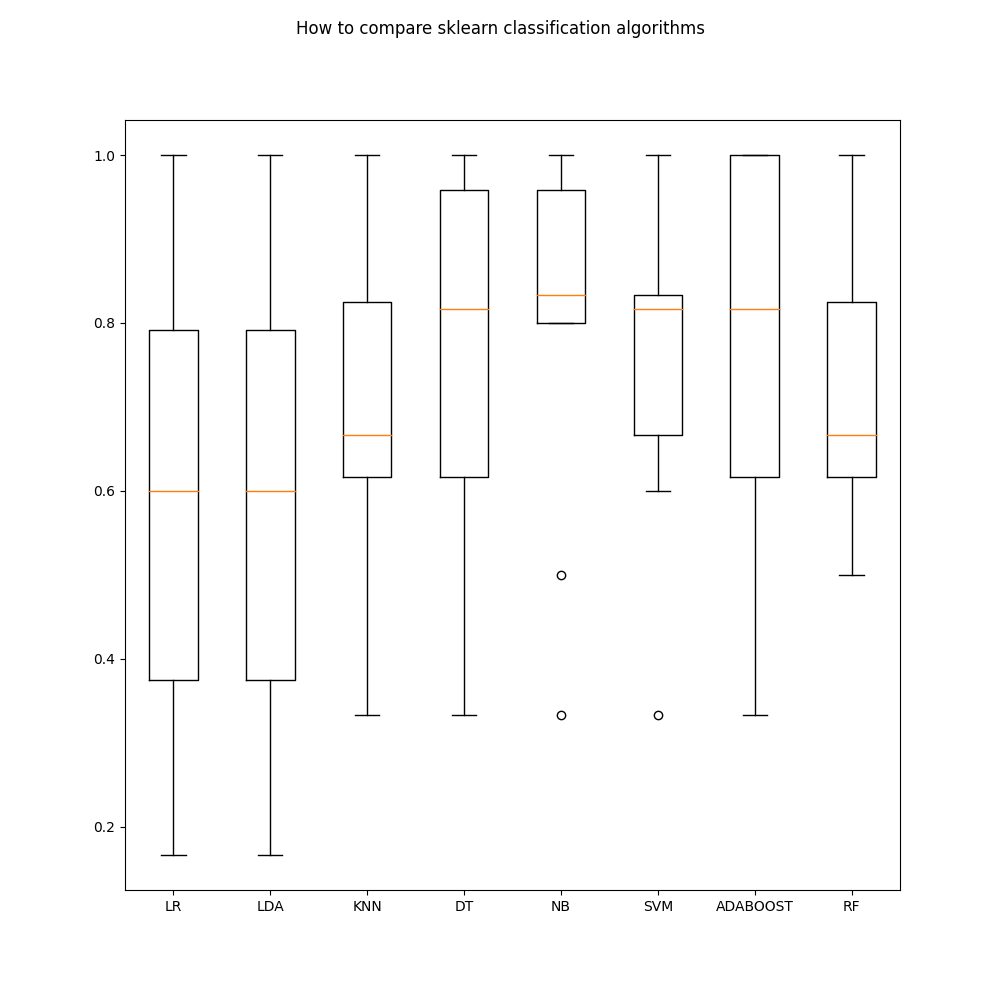 How to compare sklearn classification algorithms
1.0
0.8
0.6
0.4
0.2
LR LDA KNN DT NB SVM ADABOOST RF